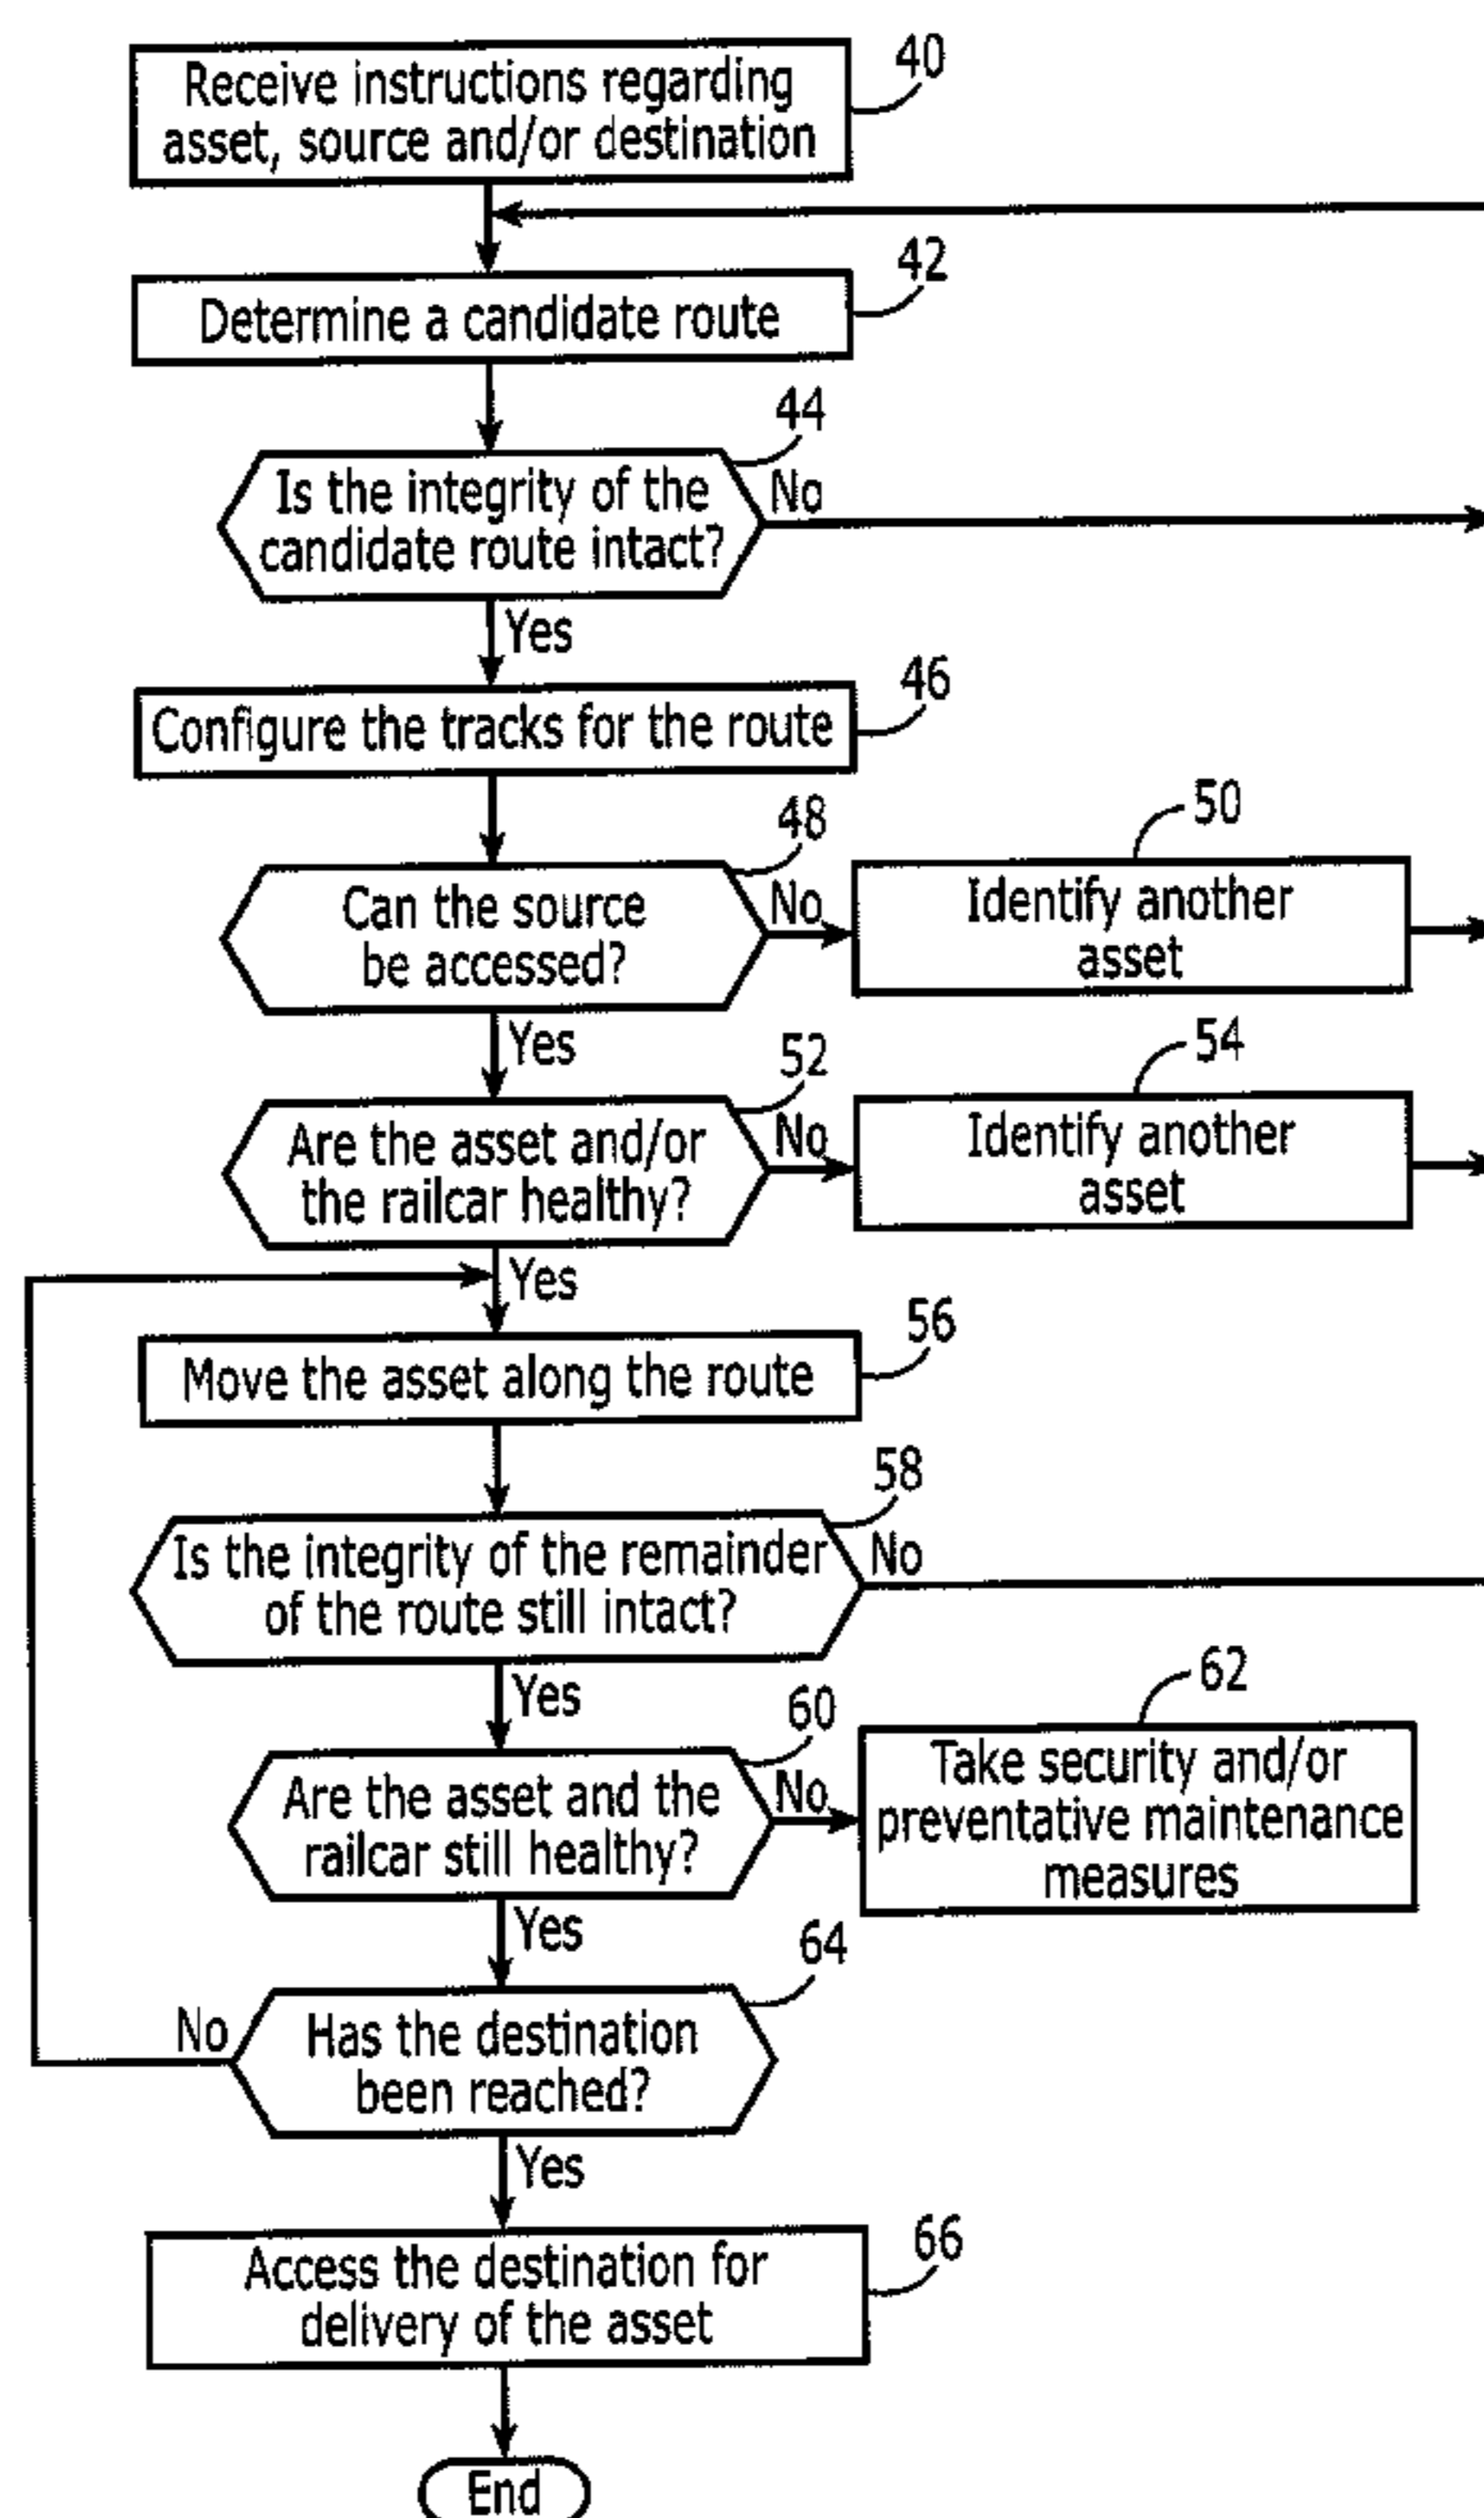 Receive instructions regarding
asset, source and/or destination
40
Determine a candidate route
42
44
Is the integrity of the
candidate route intact?
No
Yes
Configure the tracks for the route
46
48
Can the source
be accessed?
No
50
Identify another
asset
Yes
52
Are the asset and/or
the railcar healthy?
No
54
Identify another
asset
Yes
Move the asset along the route
56
58
Is the integrity of the remainder
of the route still intact?
No
Yes
60
Are the asset and the
railcar still healthy?
No
62
Take security and/or
preventative maintenance
measures
Yes
64
Has the destination
been reached?
No
Yes
Access the destination for
delivery of the asset
66
End